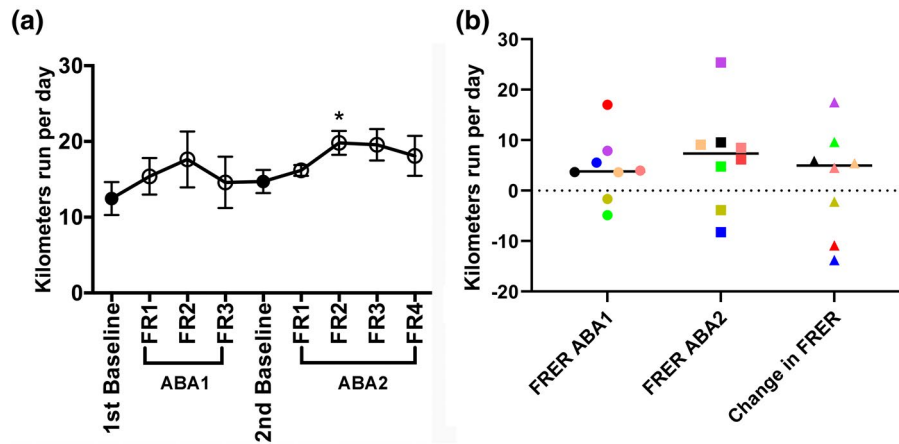 (a)
Kilometers run per day
30
20
10
0
*
1st Baseline
FR1
FR2
FR3
2nd Baseline
FR1
FR2
FR3
FR4
ABA1
ABA2
(b)
Kilometers run per day
30
20
10
0
-10
-20
FRER ABA1
FRER ABA2
Change in FRER